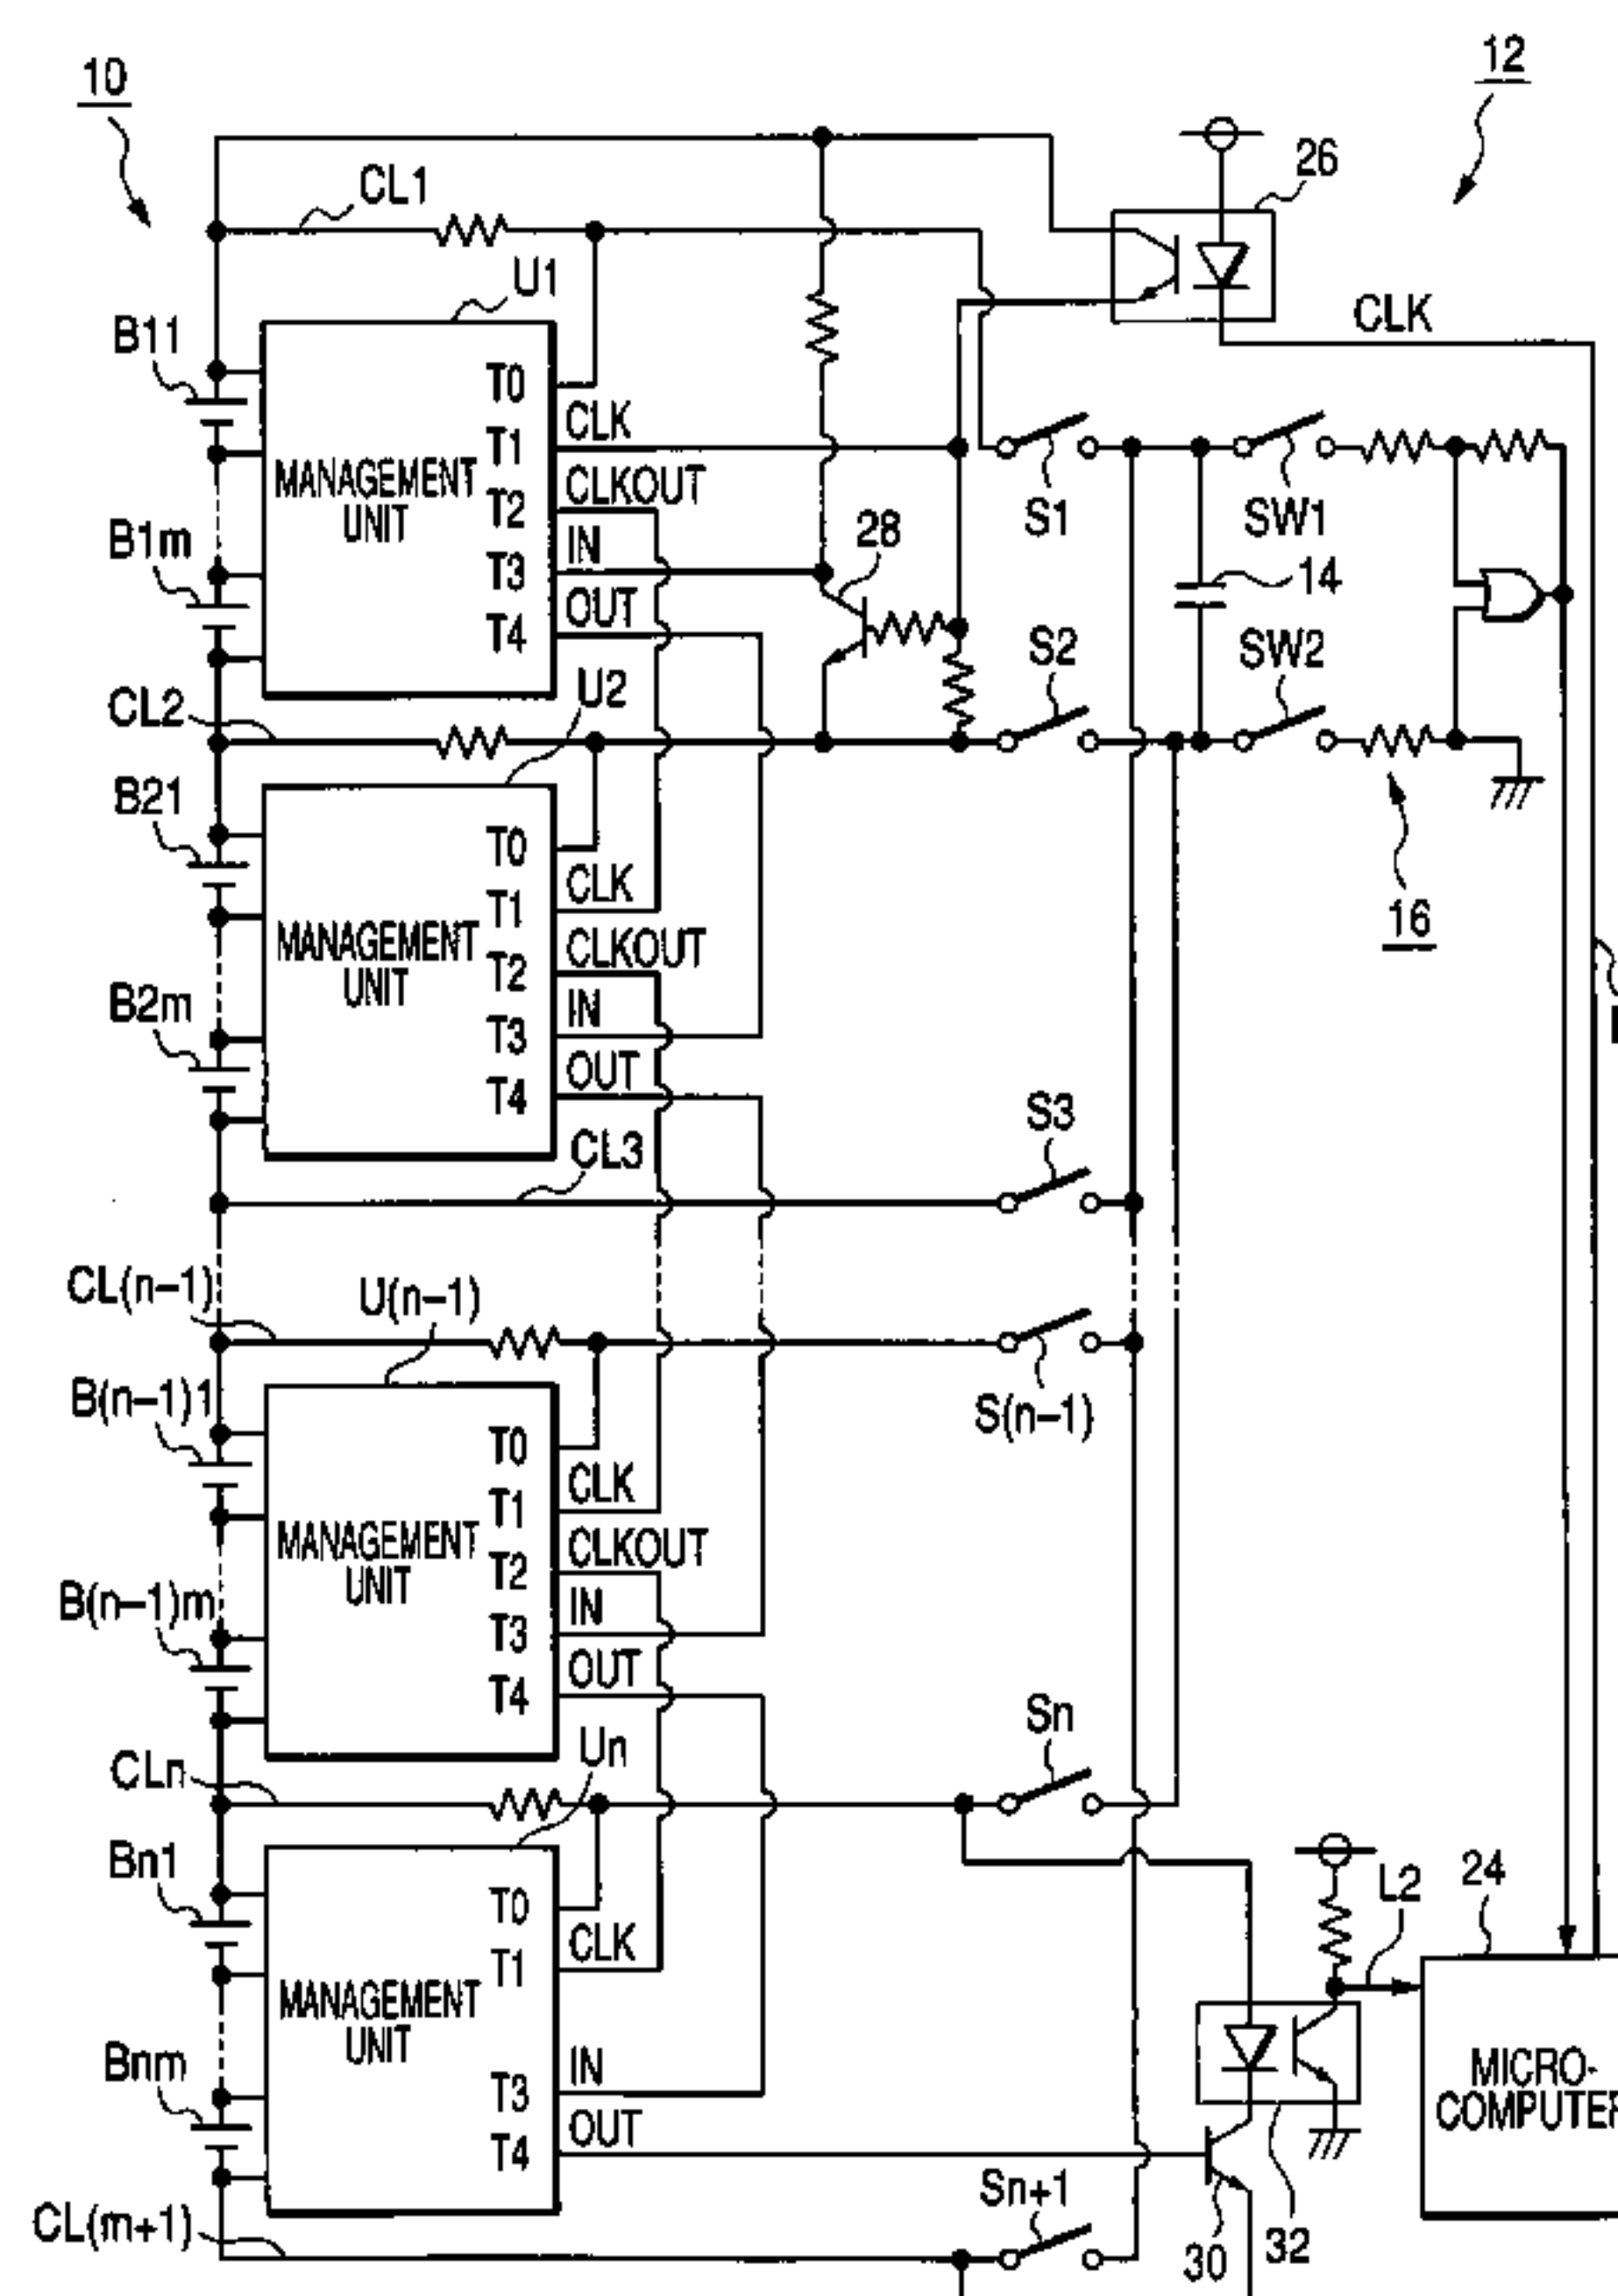 10
12
CL1
26
U1
B11
CLK
T0
CLK
T1
CLKOUT
MANAGEMENT
UNIT
T2
IN
28
S1
SW1
B1m
T3
OUT
14
T4
S2
SW2
U2
CL2
B21
T0
CLK
16
T1
CLKOUT
MANAGEMENT
UNIT
T2
B2m
IN
T3
OUT
T4
S3
CL3
CL(n-1)
U(n-1)
B(n-1)1
S(n-1)
T0
CLK
T1
CLKOUT
MANAGEMENT
UNIT
T2
B(n-1)m
IN
T3
OUT
T4
Sn
Un
CLn
Bn1
L2
24
T0
CLK
T1
MANAGEMENT
UNIT
Bnm
IN
T3
MICRO-
COMPUTER
OUT
T4
Sn+1
CL(m+1)
30
32